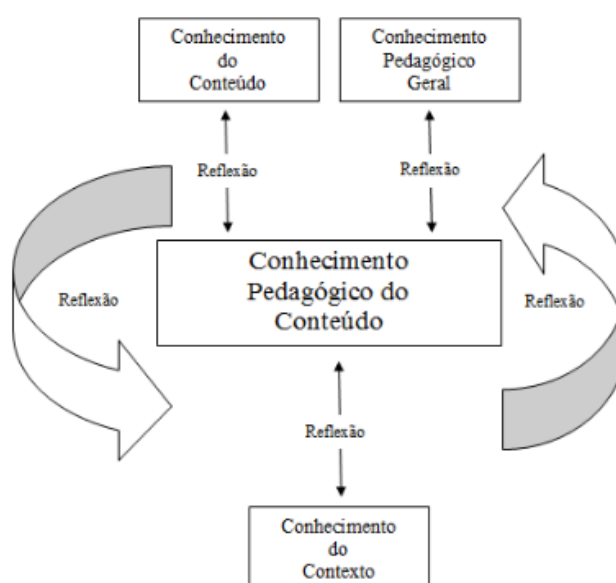 Conhecimento
do
Conteúdo
Conhecimento
Pedagógico
Geral
Reflexão
Reflexão
Conhecimento
Pedagógico do
Conteúdo
Reflexão
Reflexão
Reflexão
Conhecimento
do
Contexto